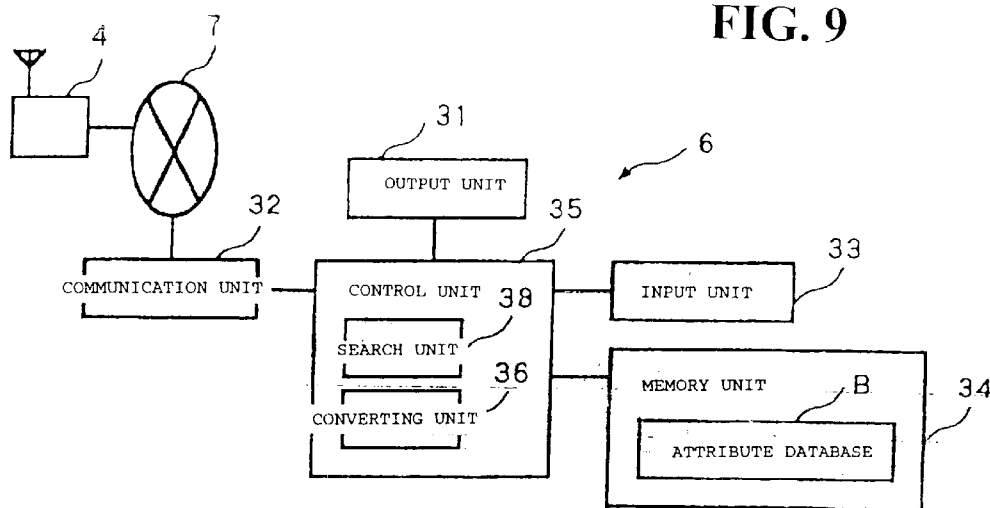 FIG. 9
7
4
31
6
OUTPUT UNIT
32
35
COMMUNICATION UNIT
CONTROL UNIT
INPUT UNIT
33
38
SEARCH UNIT
36
MEMORY UNIT
B
34
CONVERTING UNIT
ATTRIBUTE DATABASE